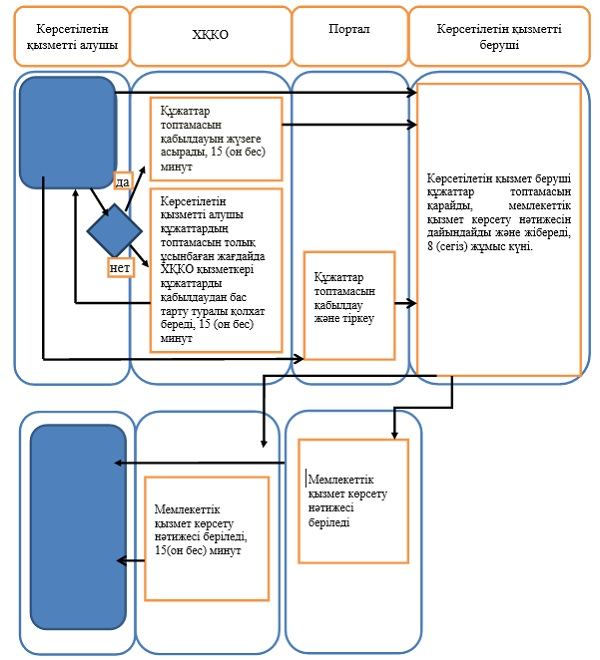 Көрсетілетін
қызметті алушы
ХҚКО
Портал
Көрсетілетін қызметті
беруші
Құжаттар
топтамасын
қабылдауын жүзеге
асырады, 15 (он бес)
минут
да
Көрсетілетін
қызметті алушы
құжаттардың
топтамасын толық
ұсынбаған жағдайда
ХҚКО қызметкері
құжаттарды
қабылдаудан бас
тарту туралы қолхат
береді, 15 (он бес)
минут
нет
Құжаттар
топтамасын
қабылдау
және тіркеу
Көрсетілетін қызмет беруші
құжаттар топтамасын
қарайды, мемлекеттік
қызмет көрсету нәтижесін
дайындайды және жібереді,
8 (сегіз) жұмыс күні.
Мемлекеттік
қызмет көрсету
нәтижесі беріледі,
15(он бес) минут
Мемлекеттік
қызмет көрсету
нәтижесі
беріледі